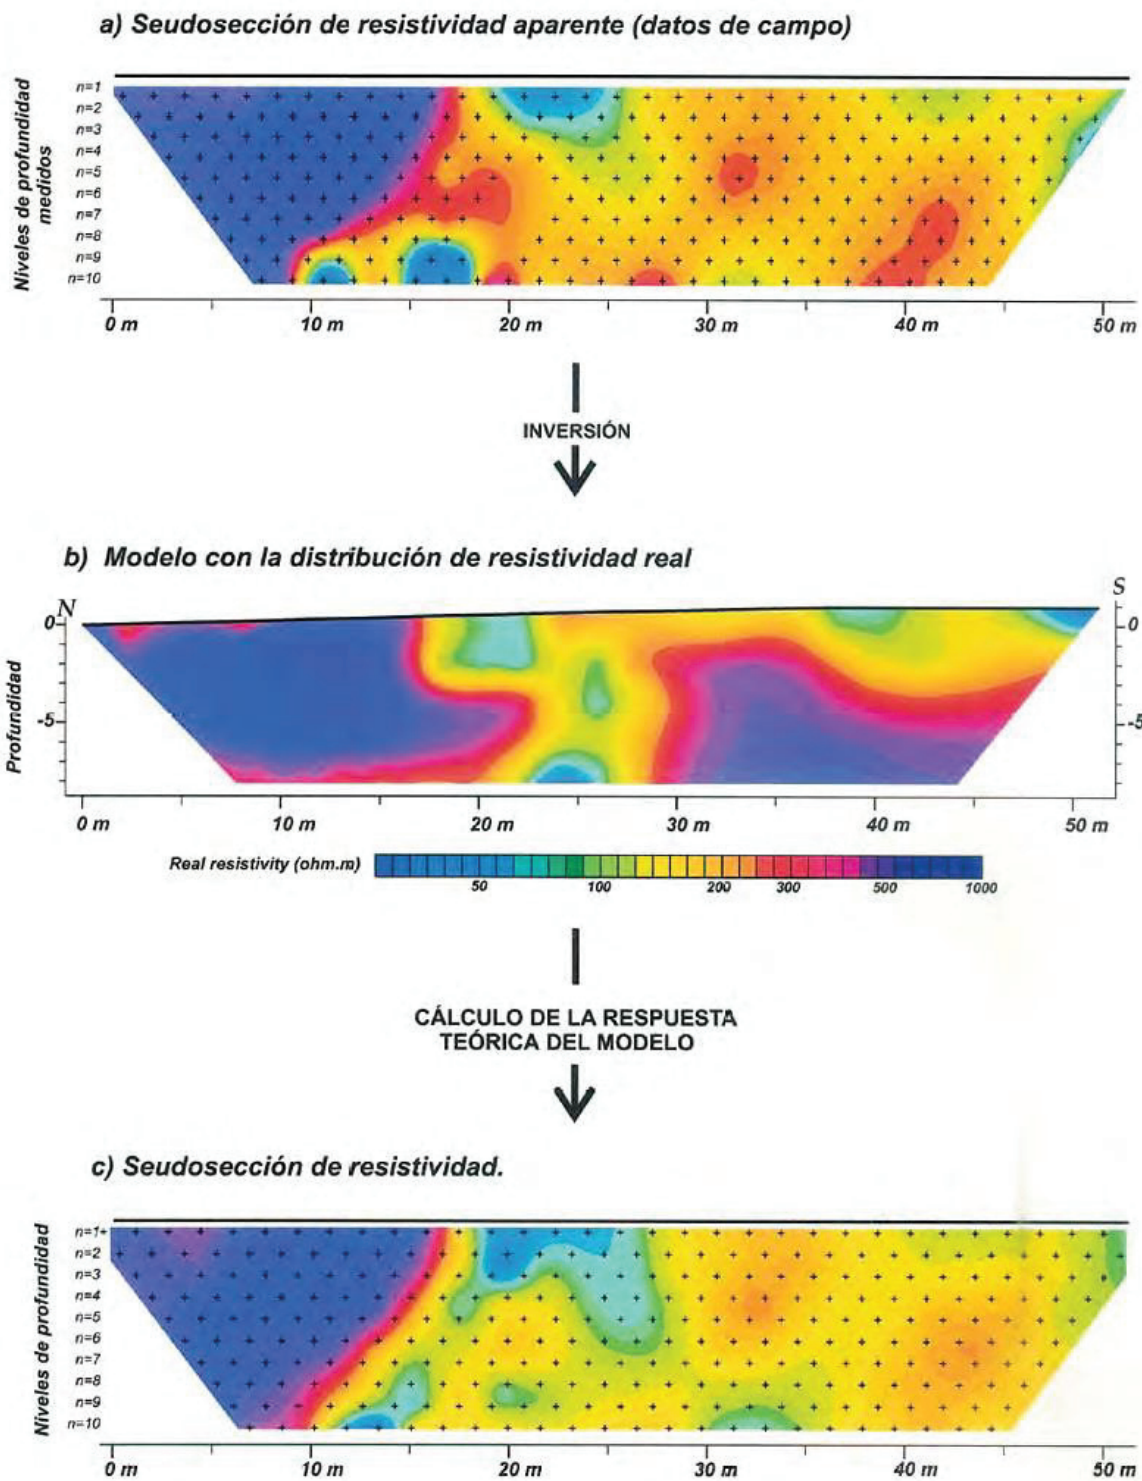 a) Seudosección de resistividad aparente (datos de campo)
Niveles de profundidad
medidos
n=1
n=2
n=3
n=4
n=5
n=6
n=7
n=8
n=9
n=10
0 m 10 m 20 m 30 m 40 m 50 m
INVERSIÓN
b) Modelo con la distribución de resistividad real
N S
Profundidad
0 0
-5 -5
0 m 10 m 20 m 30 m 40 m 50 m
Real resistivity (ohm.m)
50 100 200 300 500 1000
CÁLCULO DE LA RESPUESTA
TEÓRICA DEL MODELO
c) Seudosección de resistividad.
Niveles de profundidad
n=1
n=2
n=3
n=4
n=5
n=6
n=7
n=8
n=9
n=10
0 m 10 m 20 m 30 m 40 m 50 m